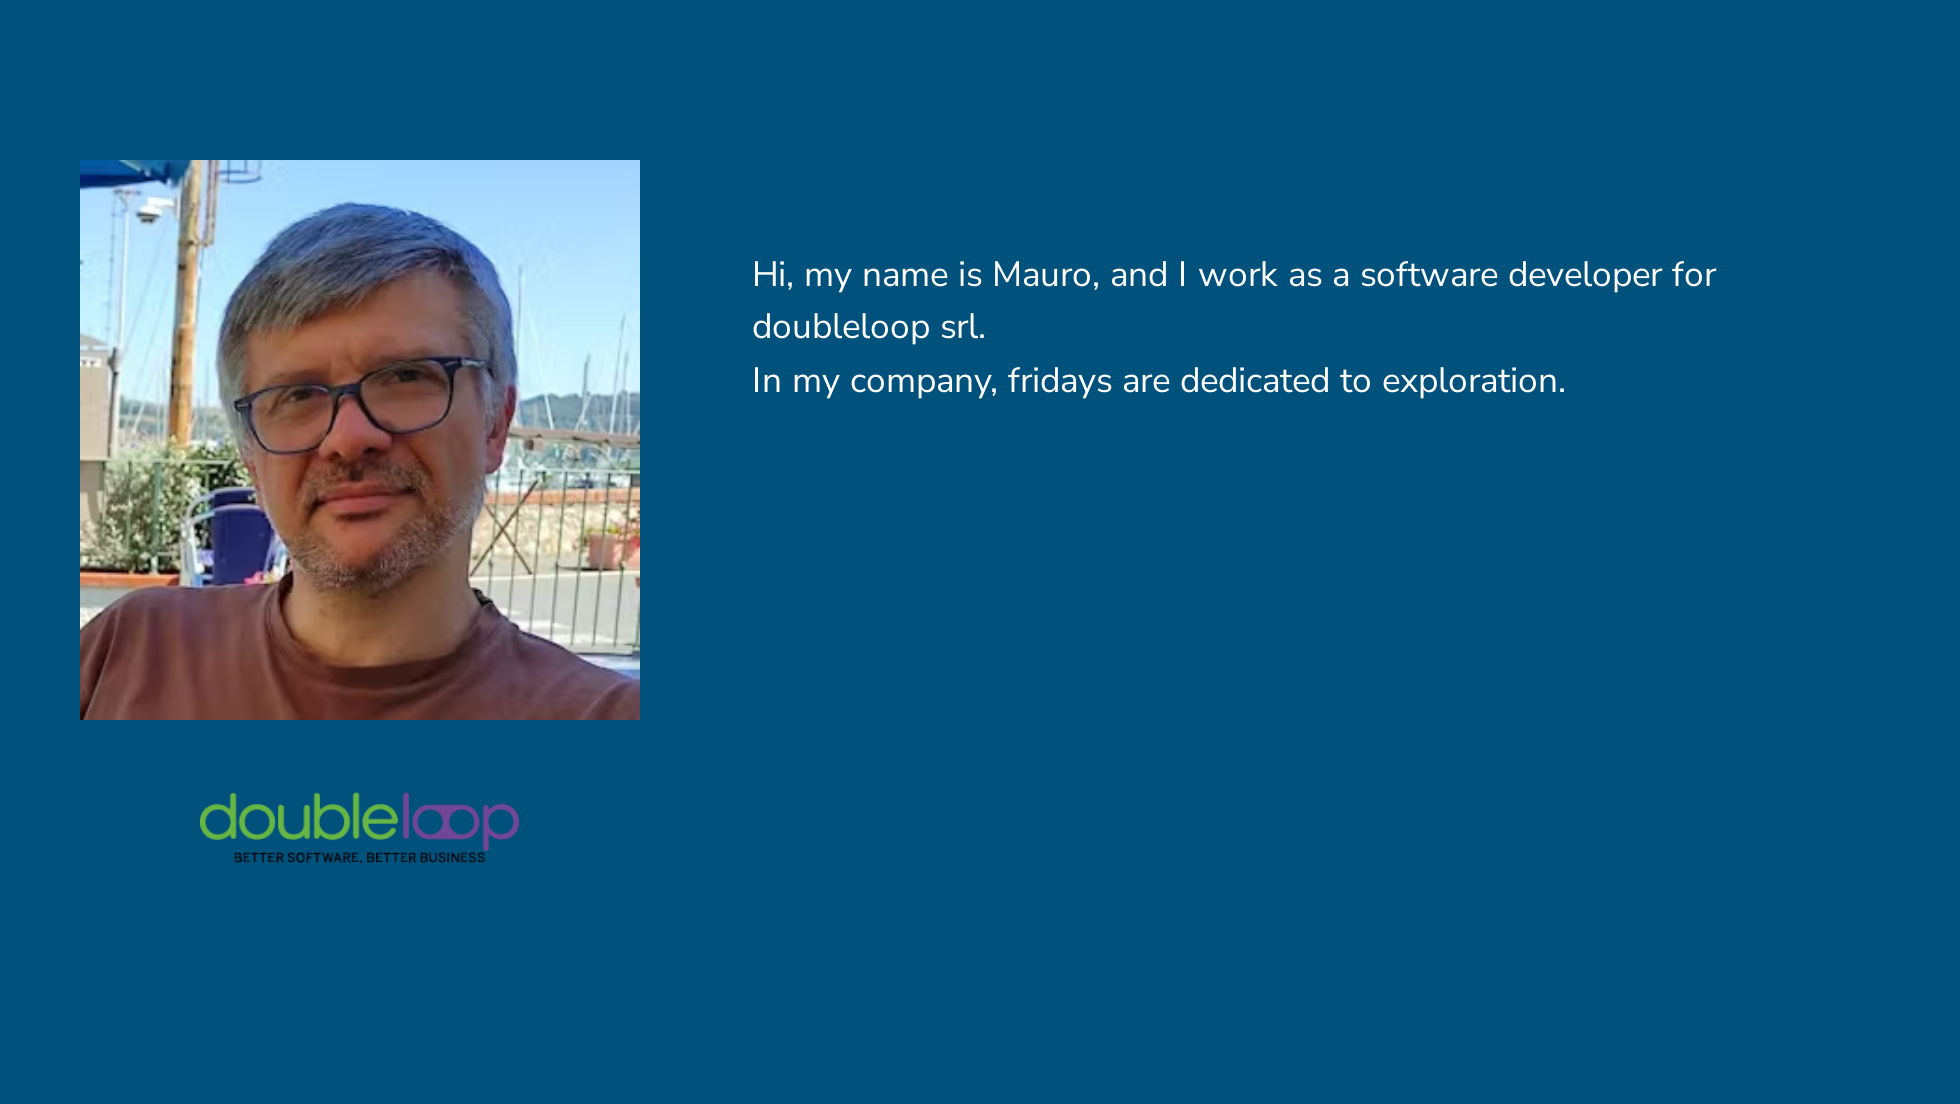 Hi, my name is Mauro, and I work as a software developer for
doubleloop srl.
In my company, fridays are dedicated to exploration.
doubleloop
BETTER SOFTWARE, BETTER BUSINESS